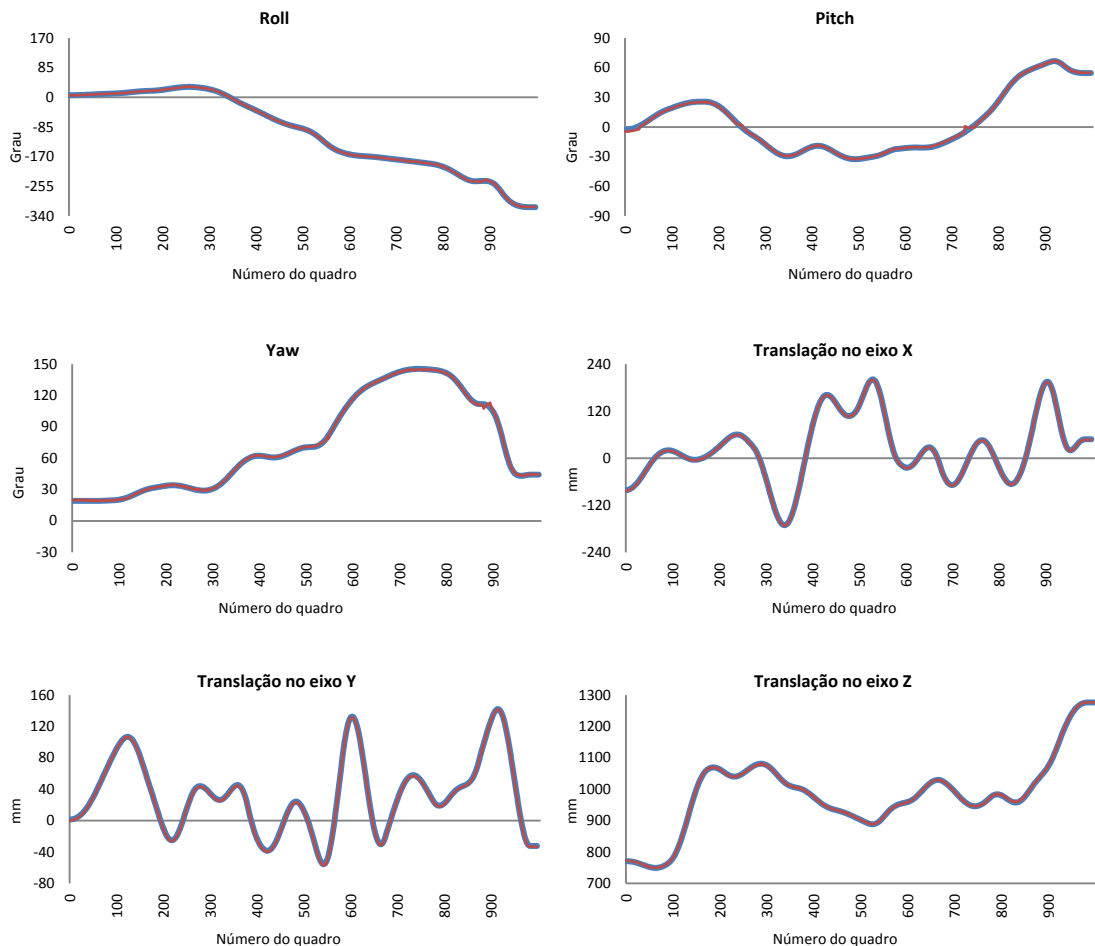 Roll
170
85
0
-85
-170
-255
-340
Grau
0 100 200 300 400 500 600 700 800 900
Número do quadro
Pitch
90
60
30
0
-30
-60
-90
Grau
0 100 200 300 400 500 600 700 800 900
Número do quadro
Yaw
150
120
90
60
30
0
-30
Grau
0 100 200 300 400 500 600 700 800 900
Número do quadro
Translação no eixo X
240
120
0
-120
-240
mm
0 100 200 300 400 500 600 700 800 900
Número do quadro
Translação no eixo Y
160
120
80
40
0
-40
-80
mm
0 100 200 300 400 500 600 700 800 900
Número do quadro
Translação no eixo Z
1300
1200
1100
1000
900
800
700
mm
0 100 200 300 400 500 600 700 800 900
Número do quadro